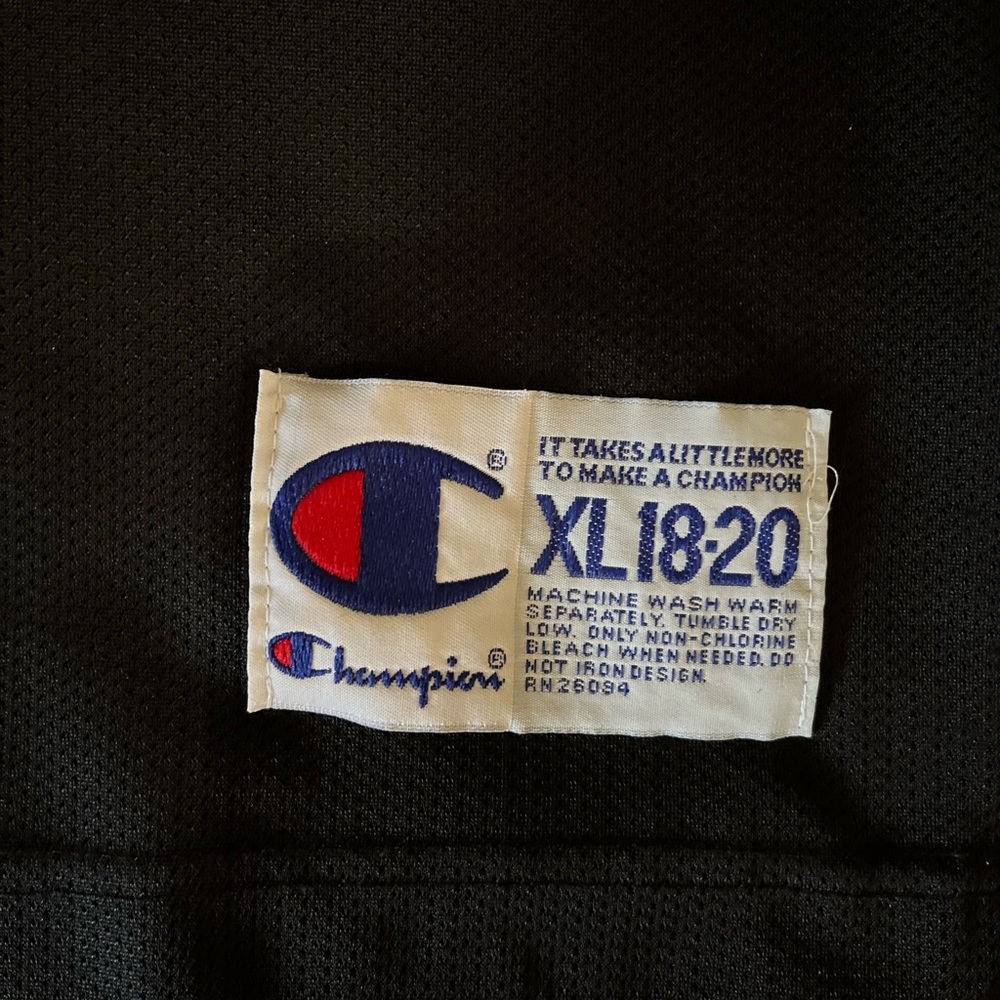 Champion®
IT TAKES A LITTLE MORE
TO MAKE A CHAMPION
XL 18-20
MACHINE WASH WARM
SEPARATELY. TUMBLE DRY
LOW. ONLY NON-CHLORINE
BLEACH WHEN NEEDED. DO
NOT IRON DESIGN.
RN 26094